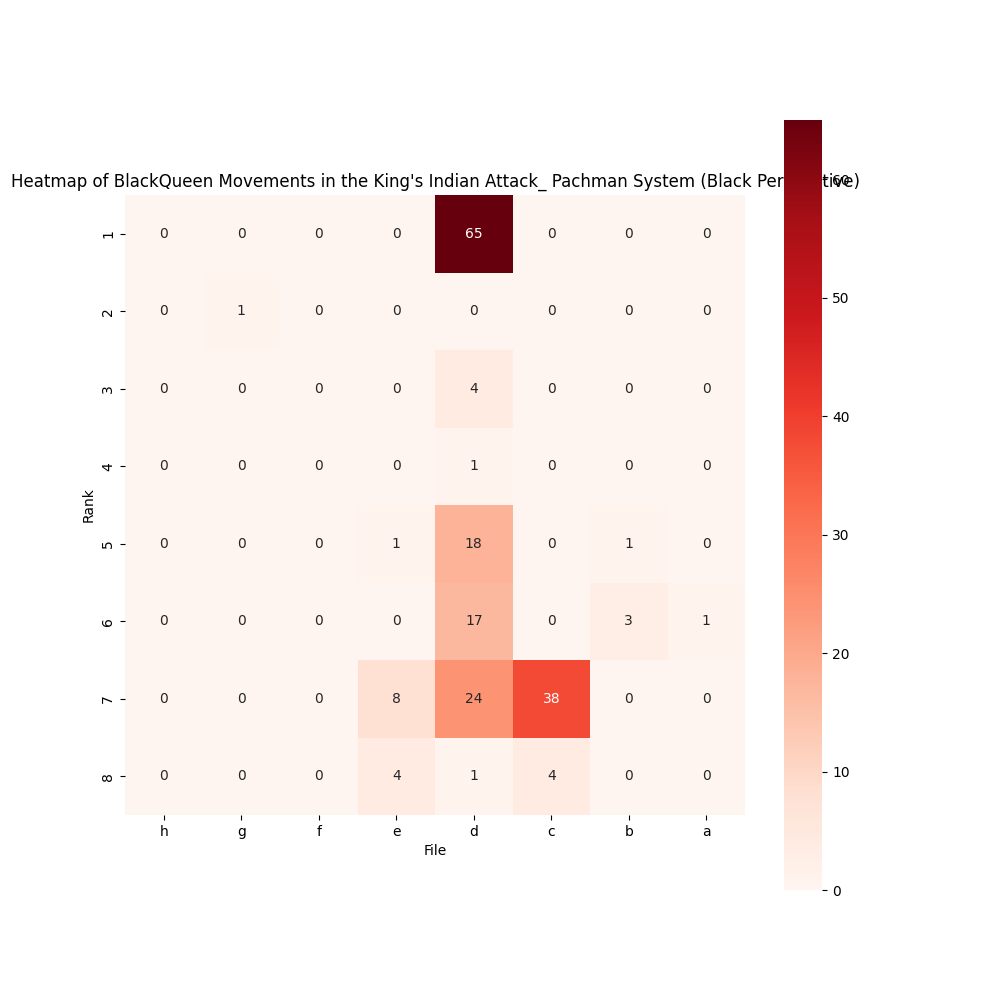 Heatmap of BlackQueen Movements in the King's Indian Attack_ Pachman System (Black Perspective)
60
1 0 0 0 0 65 0 0 0
50
2 0 1 0 0 0 0 0 0
3 0 0 0 0 4 0 0 0
40
4 0 0 0 0 1 0 0 0
Rank
30
5 0 0 0 1 18 0 1 0
6 0 0 0 0 17 0 3 1
20
7 0 0 0 8 24 38 0 0
10
8 0 0 0 4 1 4 0 0
h g f e d c b a
File
0